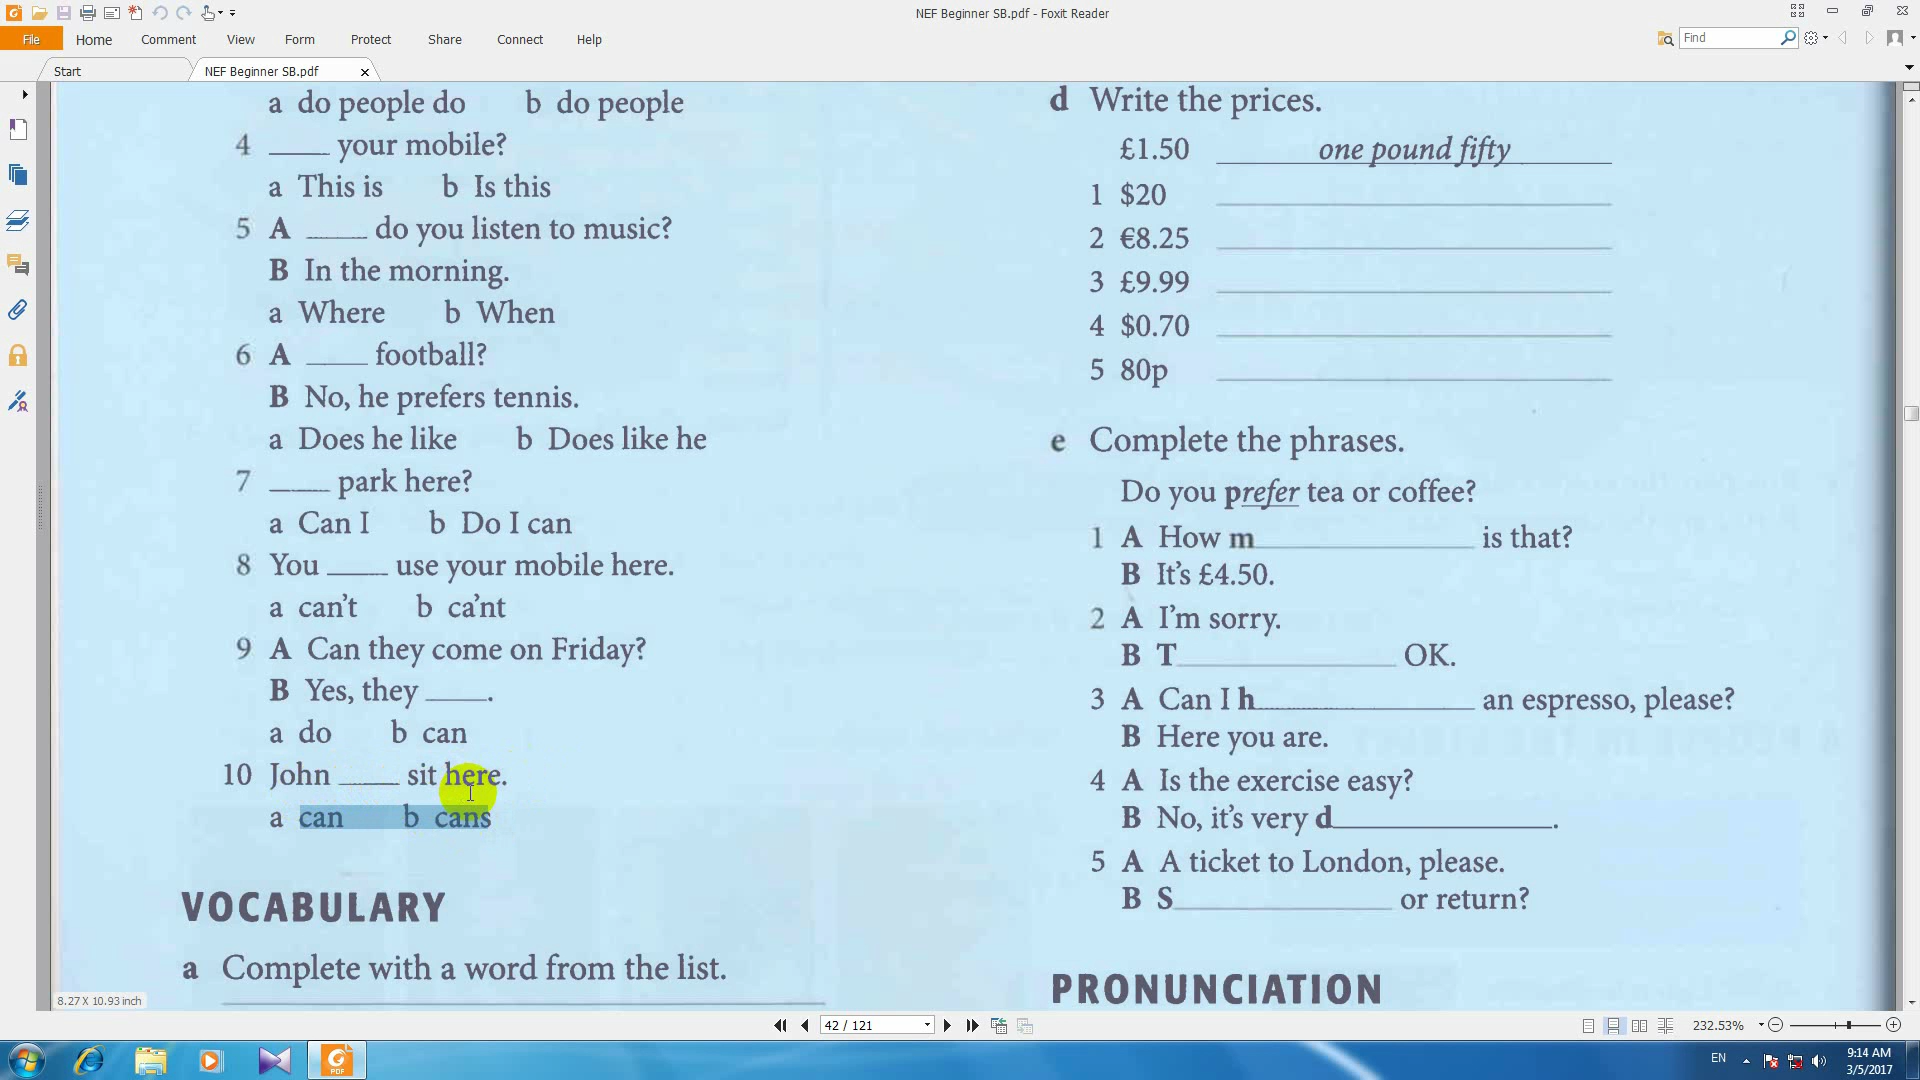 NEF Beginner SB.pdf - Foxit Reader
File Home Comment View Form Protect Share Connect Help
Find
Start
NEF Beginner SB.pdf
a do people do b do people
4 ____ your mobile?
a This is b Is this
5 A ____ do you listen to music?
B In the morning.
a Where b When
6 A ____ football?
B No, he prefers tennis.
a Does he like b Does like he
7 ____ park here?
a Can I b Do I can
8 You ____ use your mobile here.
a can't b ca'nt
9 A Can they come on Friday?
B Yes, they ____.
a do b can
10 John ____ sit here.
a can b cans
VOCABULARY
a Complete with a word from the list.
d Write the prices.
£1.50 one pound fifty
1 $20
2 €8.25
3 £9.99
4 $0.70
5 80p
e Complete the phrases.
Do you prefer tea or coffee?
1 A How m____ is that?
B It's £4.50.
2 A I'm sorry.
B T____ OK.
3 A Can I h____ an espresso, please?
B Here you are.
4 A Is the exercise easy?
B No, it's very d____.
5 A A ticket to London, please.
B S____ or return?
PRONUNCIATION
8.27 X 10.93 inch
42 / 121
232.53%
PDF
EN
9:14 AM
3/5/2017